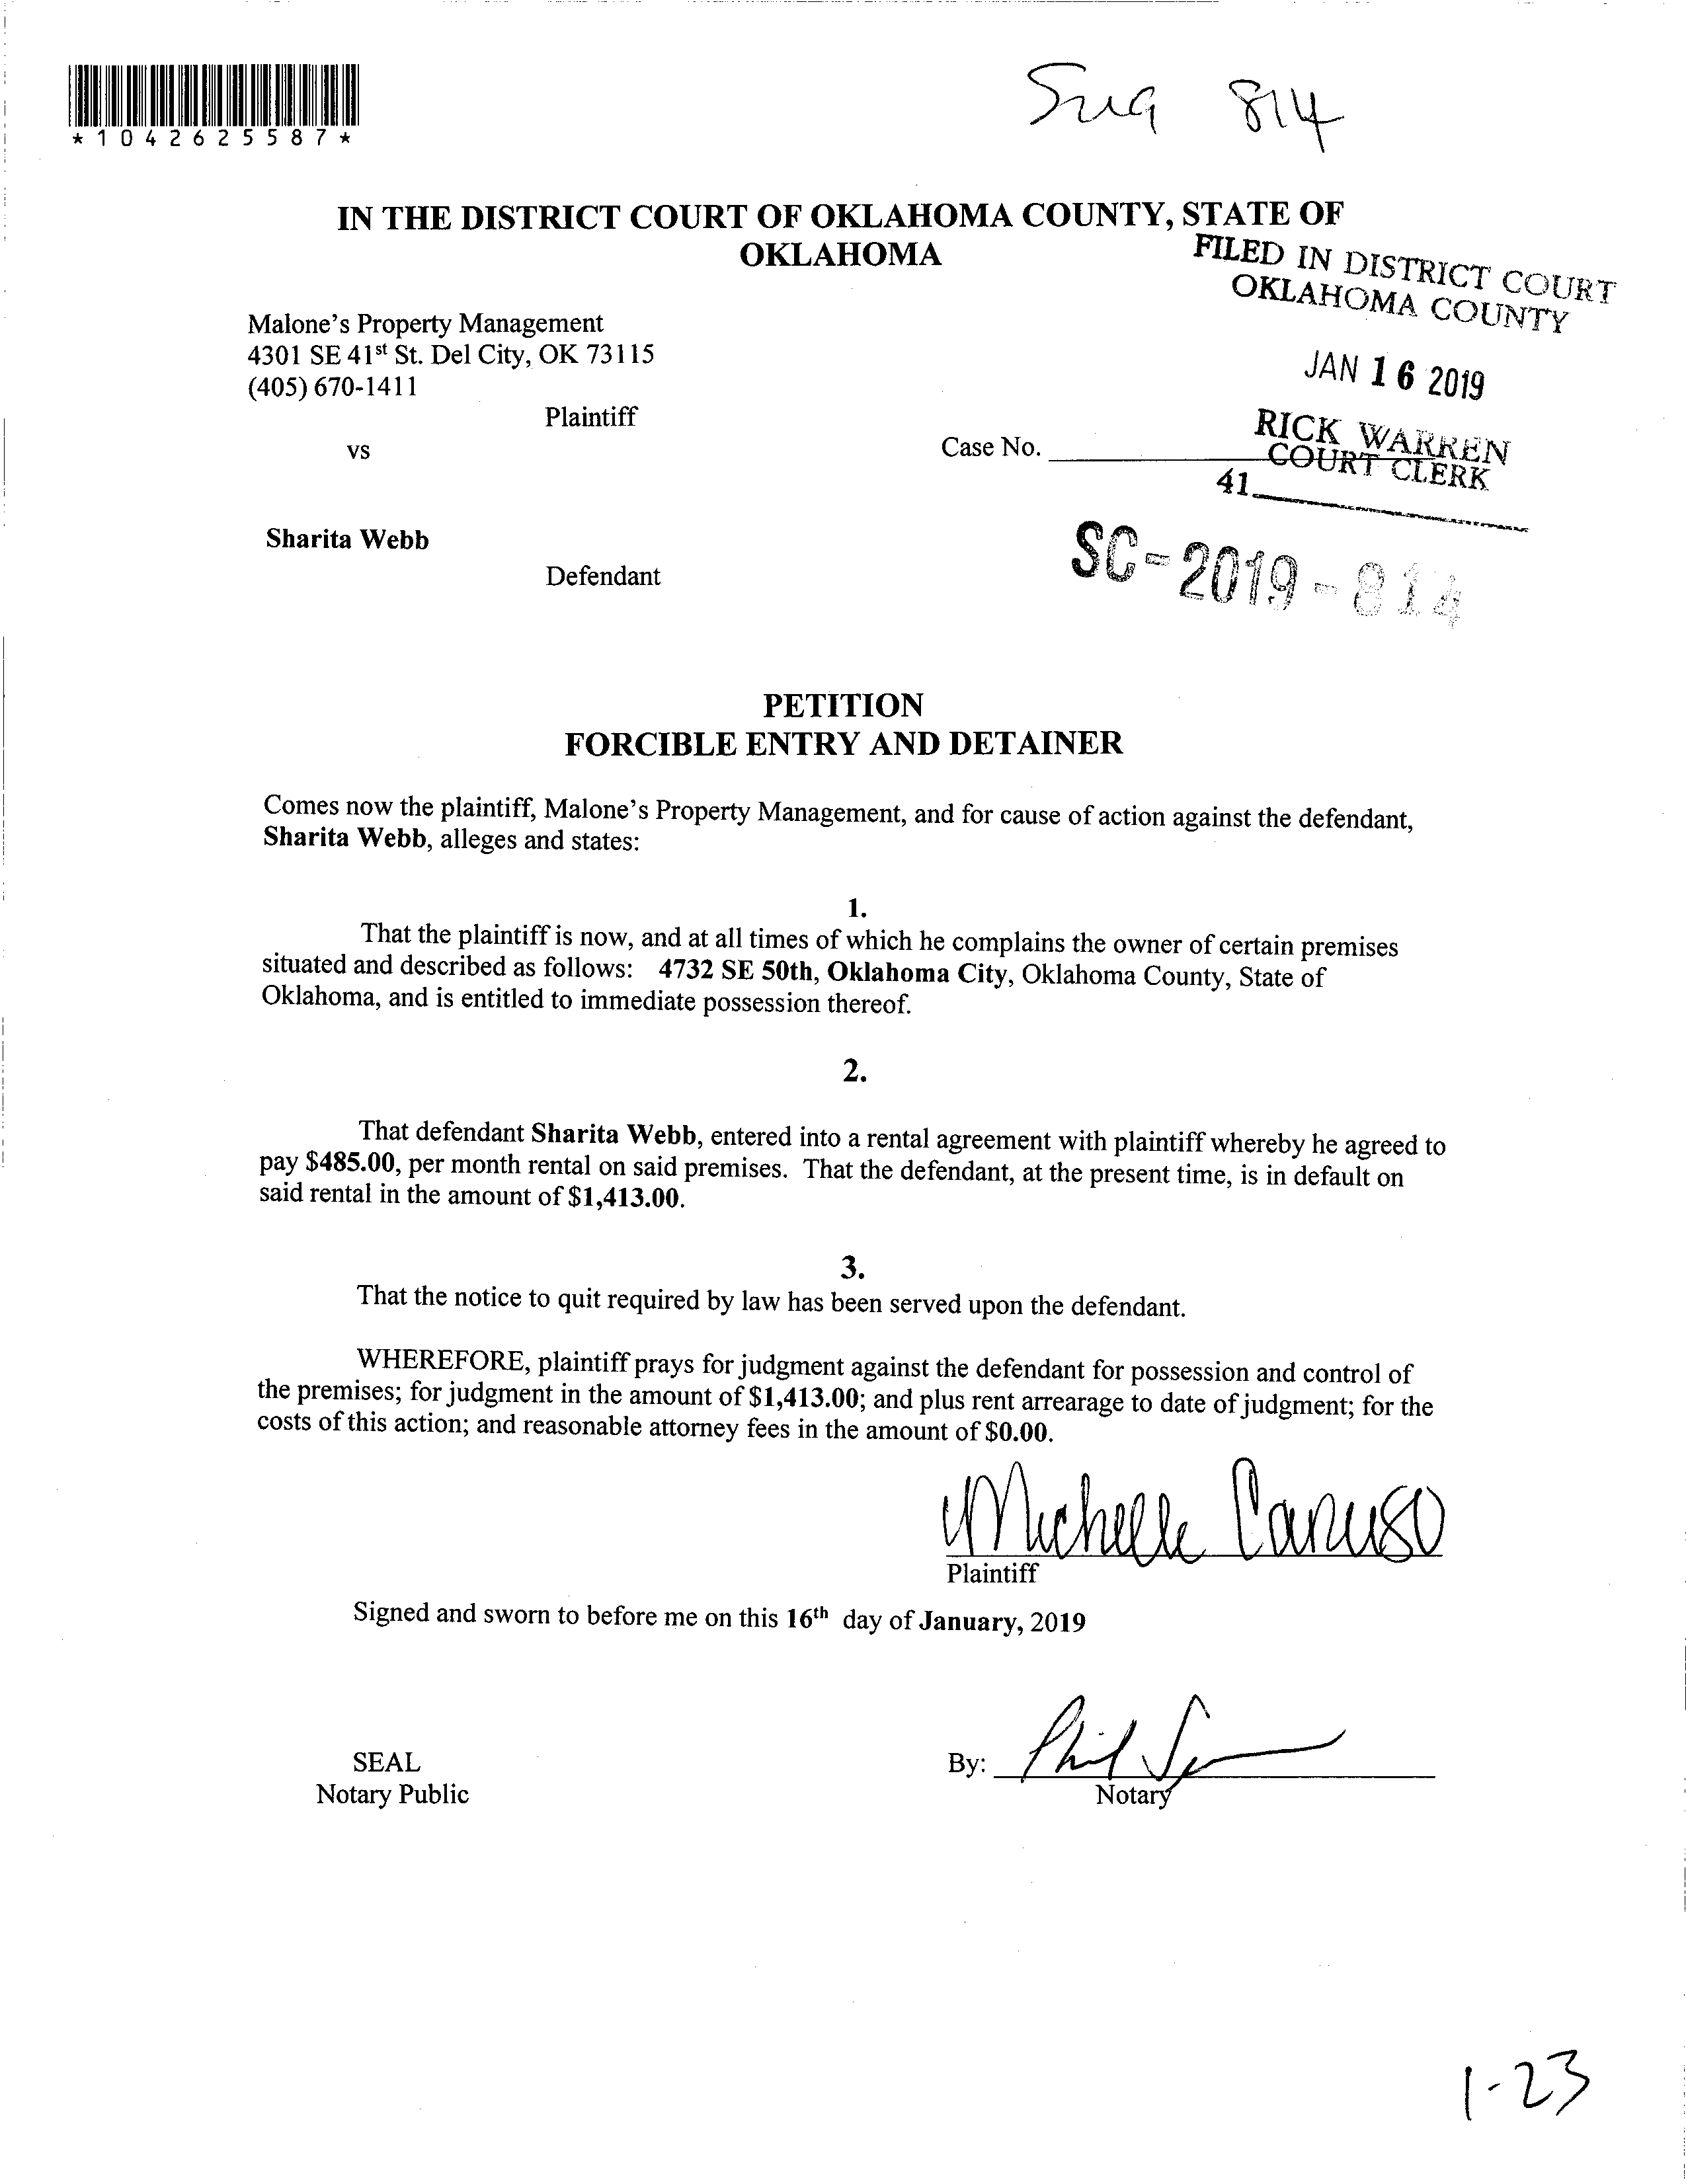 *1042625587*
814
IN THE DISTRICT COURT OF OKLAHOMA COUNTY, STATE OF
OKLAHOMA
FILED IN DISTRICT COURT
OKLAHOMA COUNTY
JAN 16 2019
RICK WARREN
COURT CLERK
41
Malone's Property Management
4301 SE 41st St. Del City, OK 73115
(405) 670-1411
Plaintiff
vs
Case No.
Sharita Webb
Defendant
SC-2019-814
PETITION
FORCIBLE ENTRY AND DETAINER
Comes now the plaintiff, Malone's Property Management, and for cause of action against the defendant,
Sharita Webb, alleges and states:
1.
That the plaintiff is now, and at all times of which he complains the owner of certain premises
situated and described as follows: 4732 SE 50th, Oklahoma City, Oklahoma County, State of
Oklahoma, and is entitled to immediate possession thereof.
2.
That defendant Sharita Webb, entered into a rental agreement with plaintiff whereby he agreed to
pay $485.00, per month rental on said premises. That the defendant, at the present time, is in default on
said rental in the amount of $1,413.00.
3.
That the notice to quit required by law has been served upon the defendant.
WHEREFORE, plaintiff prays for judgment against the defendant for possession and control of
the premises; for judgment in the amount of $1,413.00; and plus rent arrearage to date of judgment; for the
costs of this action; and reasonable attorney fees in the amount of $0.00.
Michelle Caruso
Plaintiff
Signed and sworn to before me on this 16th day of January, 2019
SEAL
Notary Public
By: Phil
Notary
1-23